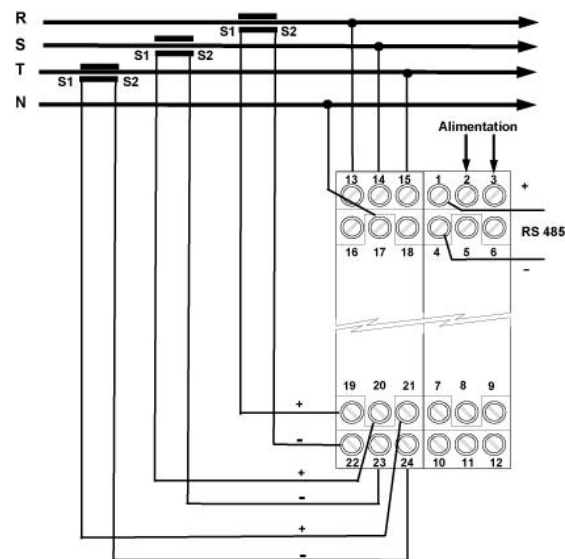 R
S1 S2
S
S1 S2
T
S1 S2
N
Alimentation
13 14 15 1 2 3
+
RS 485
16 17 18 4 5 6
-
19 20 21 7 8 9
+
-
22 23 24 10 11 12
+
-
+
-